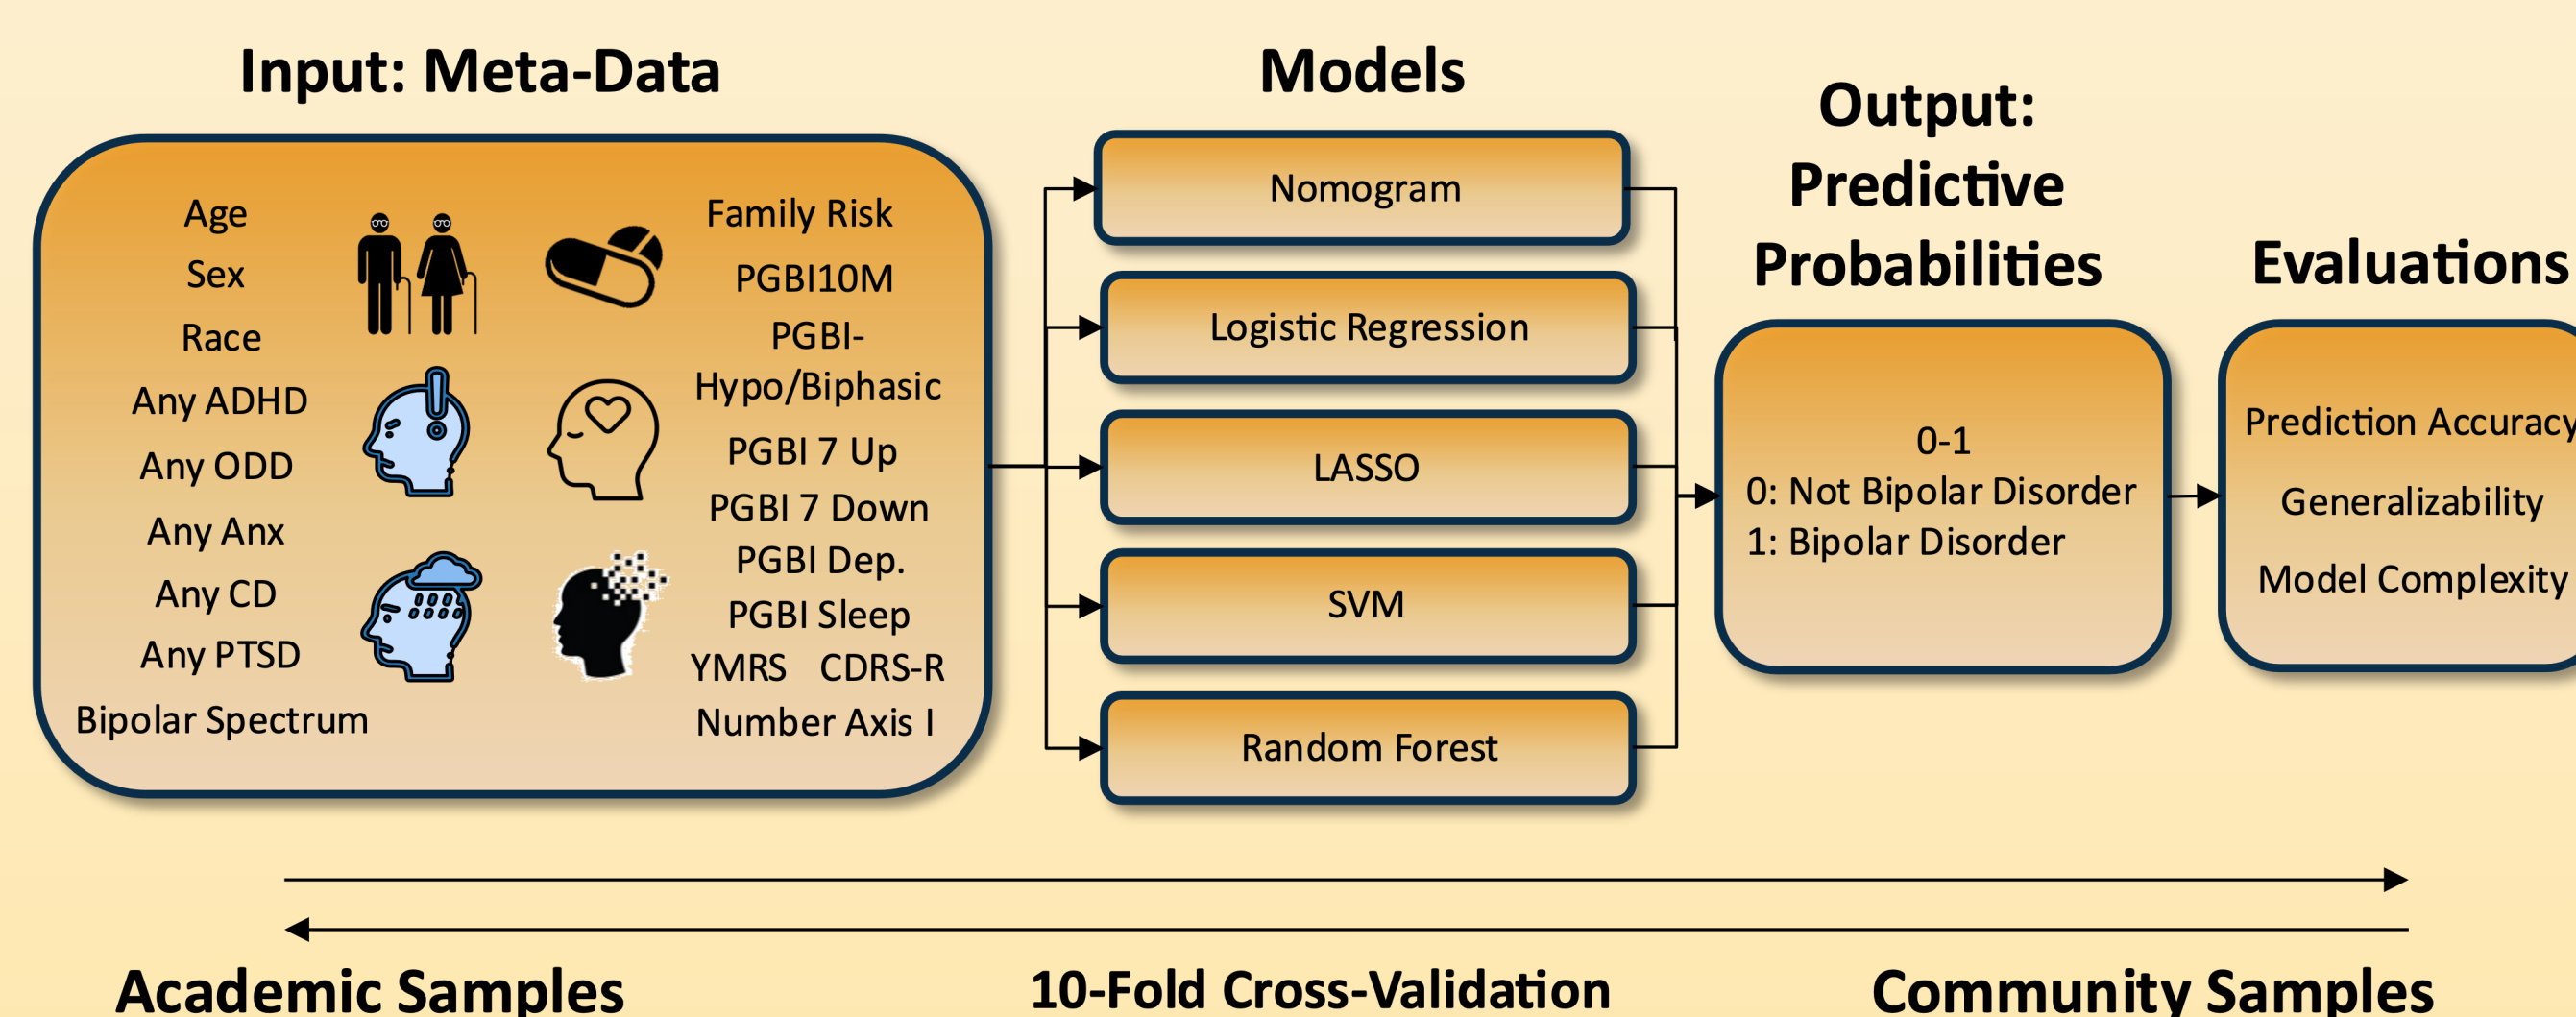 Input: Meta-Data
Age
Sex
Race
Any ADHD
Any ODD
Any Anx
Any CD
Any PTSD
Bipolar Spectrum
Family Risk
PGBI10M
PGBI-
Hypo/Biphasic
PGBI 7 Up
PGBI 7 Down
PGBI Dep.
PGBI Sleep
YMRS CDRS-R
Number Axis I
Models
Nomogram
Logistic Regression
LASSO
SVM
Random Forest
Output:
Predictive
Probabilities
0-1
0: Not Bipolar Disorder
1: Bipolar Disorder
Evaluations
Prediction Accuracy
Generalizability
Model Complexity
Academic Samples
10-Fold Cross-Validation
Community Samples